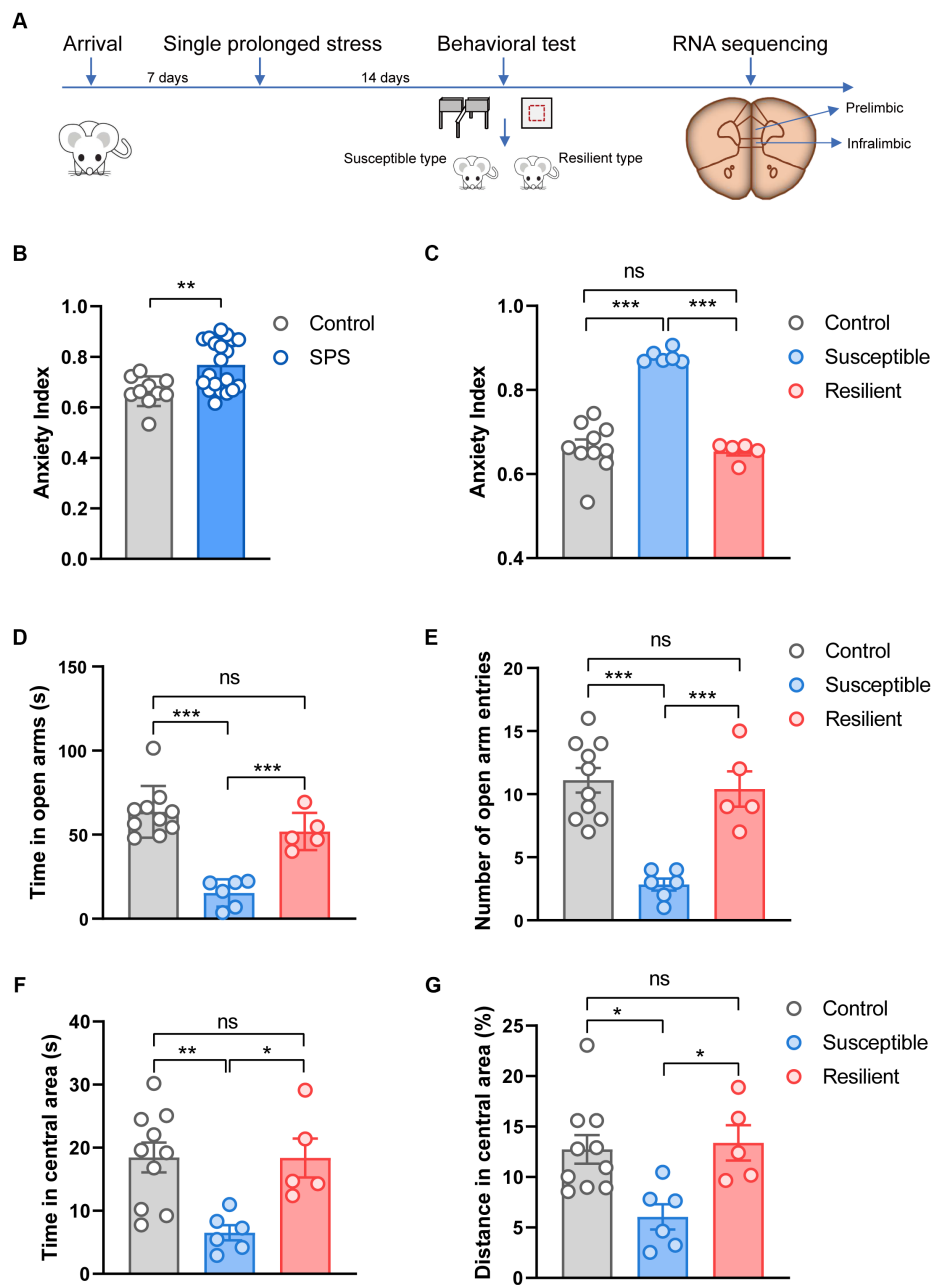 A
Arrival
Single prolonged stress
Behavioral test
RNA sequencing
7 days
14 days
Prelimbic
Infralimbic
Susceptible type
Resilient type
B
**
1.0
0.8
0.6
0.4
0.2
0.0
Anxiety Index
Control
SPS
C
ns
***
***
1.0
0.8
0.6
0.4
Anxiety Index
Control
Susceptible
Resilient
D
ns
***
***
150
100
50
0
Time in open arms (s)
E
ns
***
***
20
15
10
5
0
Number of open arm entries
Control
Susceptible
Resilient
F
ns
**
*
40
30
20
10
0
Time in central area (s)
G
ns
*
*
25
20
15
10
5
0
Distance in central area (%)
Control
Susceptible
Resilient